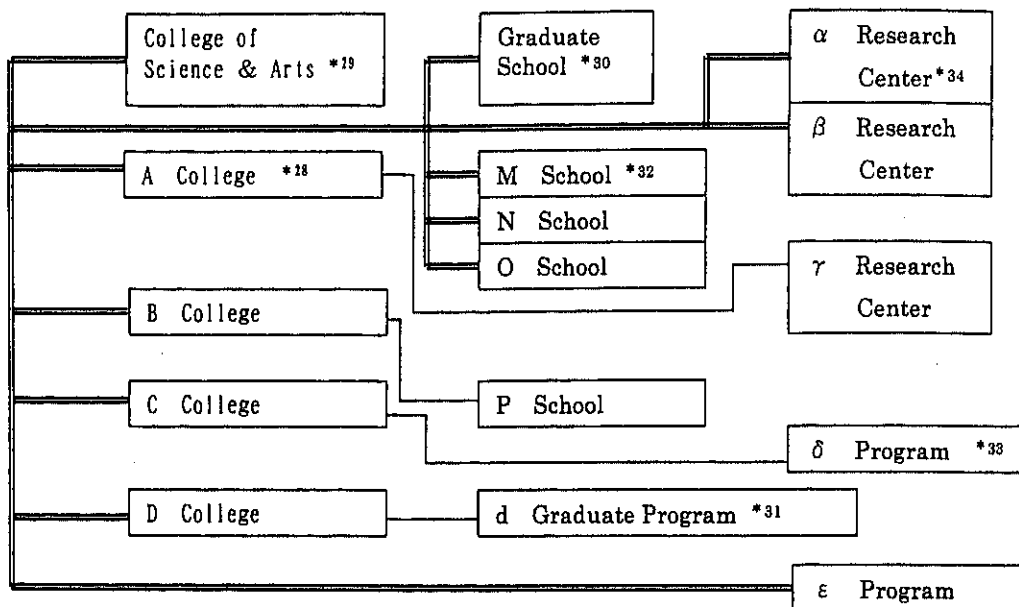 College of
Science & Arts *29
Graduate
School *30
α Research
Center*34
β Research
Center
A College *28
M School *32
N School
O School
γ Research
Center
B College
C College
P School
δ Program *33
D College
d Graduate Program *31
ε Program